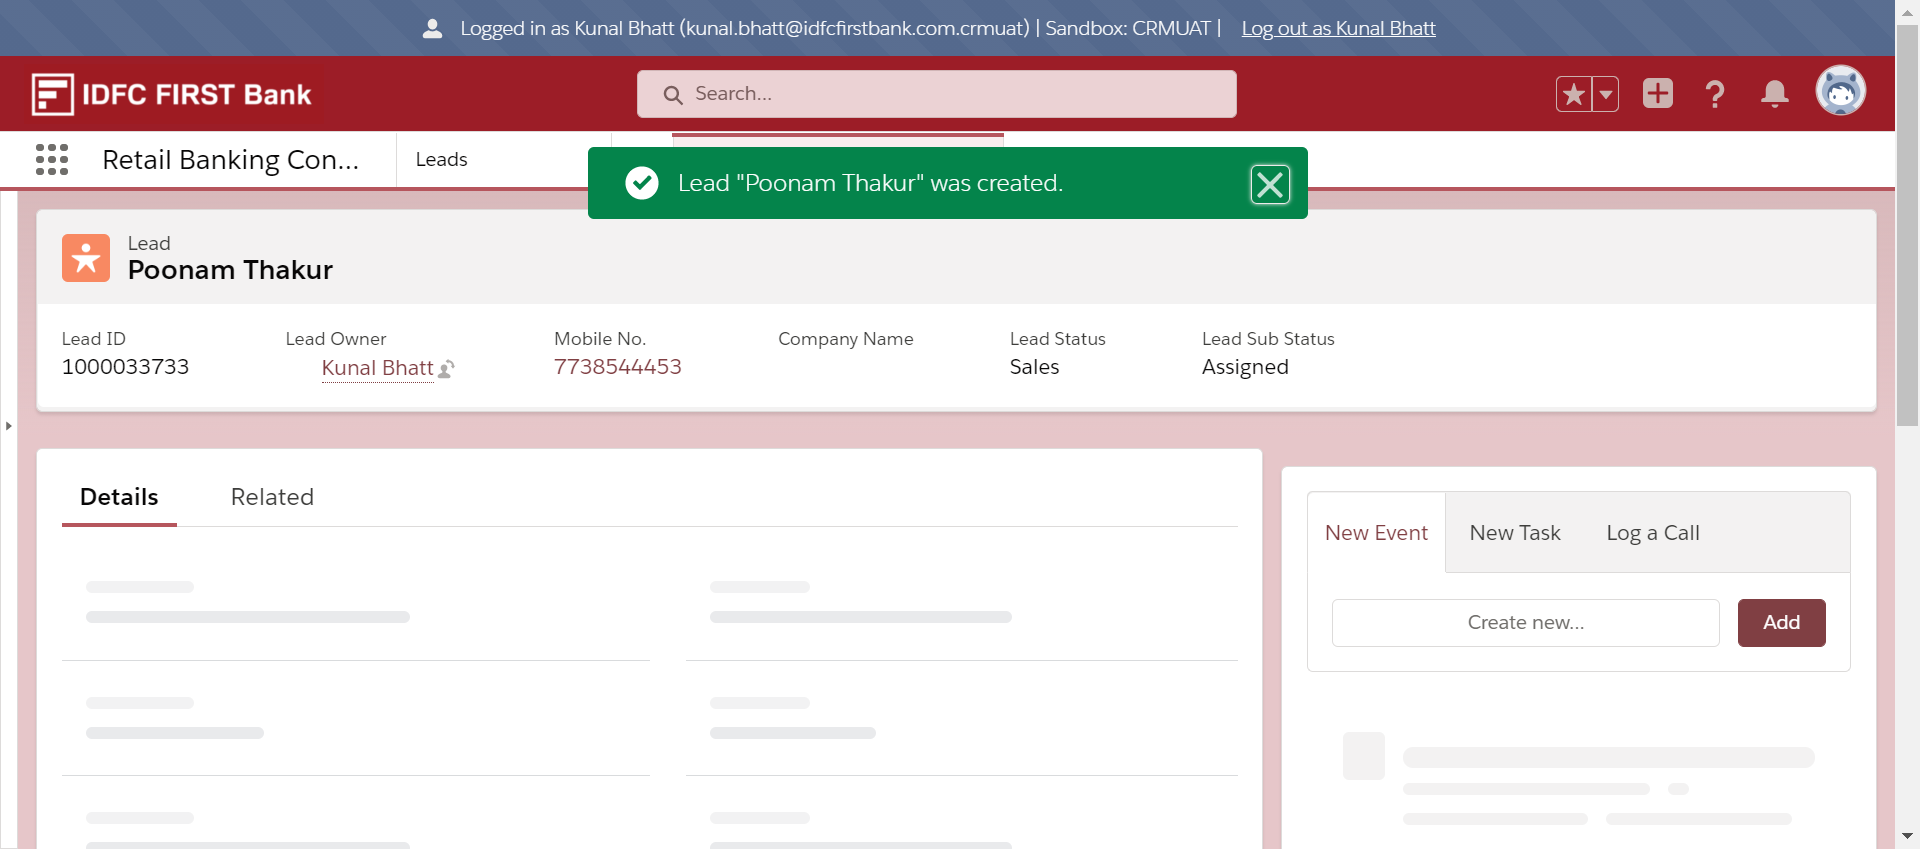 Logged in as Kunal Bhatt (kunal.bhatt@idfcfirstbank.com.crmuat) | Sandbox: CRMUAT | Log out as Kunal Bhatt
IDFC FIRST Bank
Search...
Retail Banking Con...
Leads
Lead "Poonam Thakur" was created.
Lead
Poonam Thakur
Lead ID
1000033733
Lead Owner
Kunal Bhatt
Mobile No.
7738544453
Company Name
Lead Status
Sales
Lead Sub Status
Assigned
Details
Related
New Event
New Task
Log a Call
Create new...
Add